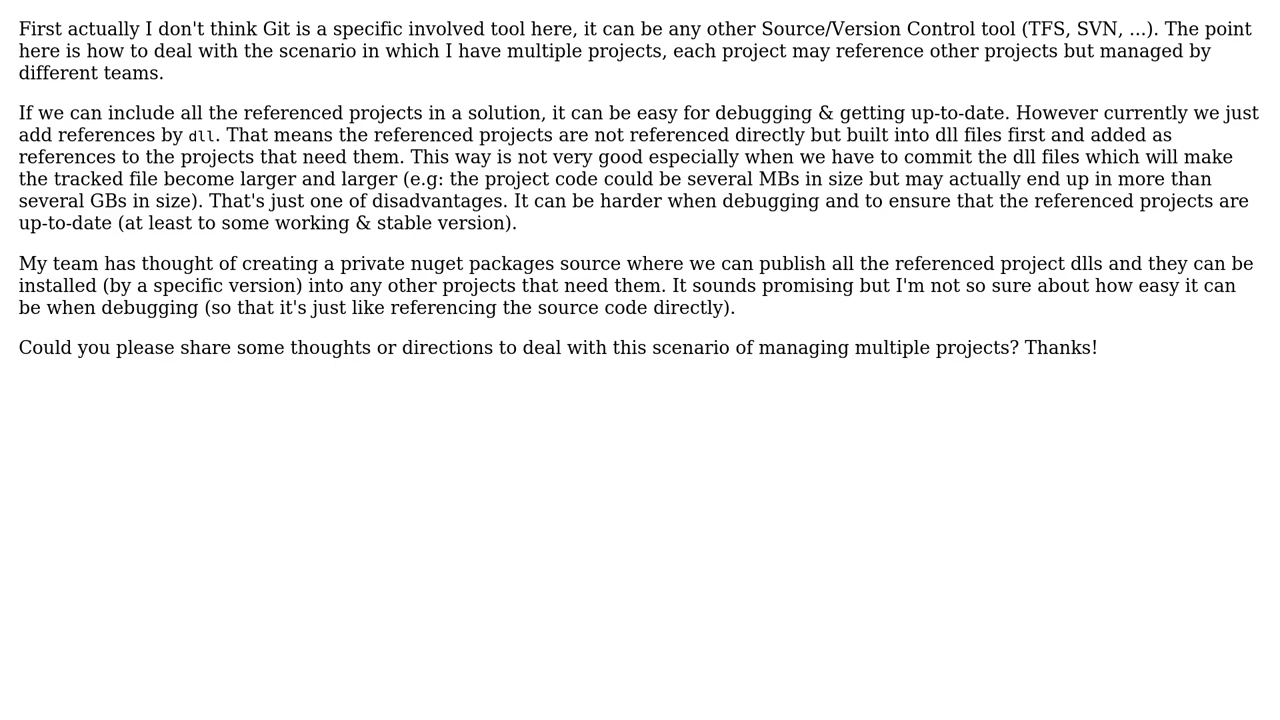 First actually I don't think Git is a specific involved tool here, it can be any other Source/Version Control tool (TFS, SVN, ...). The point
here is how to deal with the scenario in which I have multiple projects, each project may reference other projects but managed by
different teams.
If we can include all the referenced projects in a solution, it can be easy for debugging & getting up-to-date. However currently we just
add references by dll. That means the referenced projects are not referenced directly but built into dll files first and added as
references to the projects that need them. This way is not very good especially when we have to commit the dll files which will make
the tracked file become larger and larger (e.g: the project code could be several MBs in size but may actually end up in more than
several GBs in size). That's just one of disadvantages. It can be harder when debugging and to ensure that the referenced projects are
up-to-date (at least to some working & stable version).
My team has thought of creating a private nuget packages source where we can publish all the referenced project dlls and they can be
installed (by a specific version) into any other projects that need them. It sounds promising but I'm not so sure about how easy it can
be when debugging (so that it's just like referencing the source code directly).
Could you please share some thoughts or directions to deal with this scenario of managing multiple projects? Thanks!